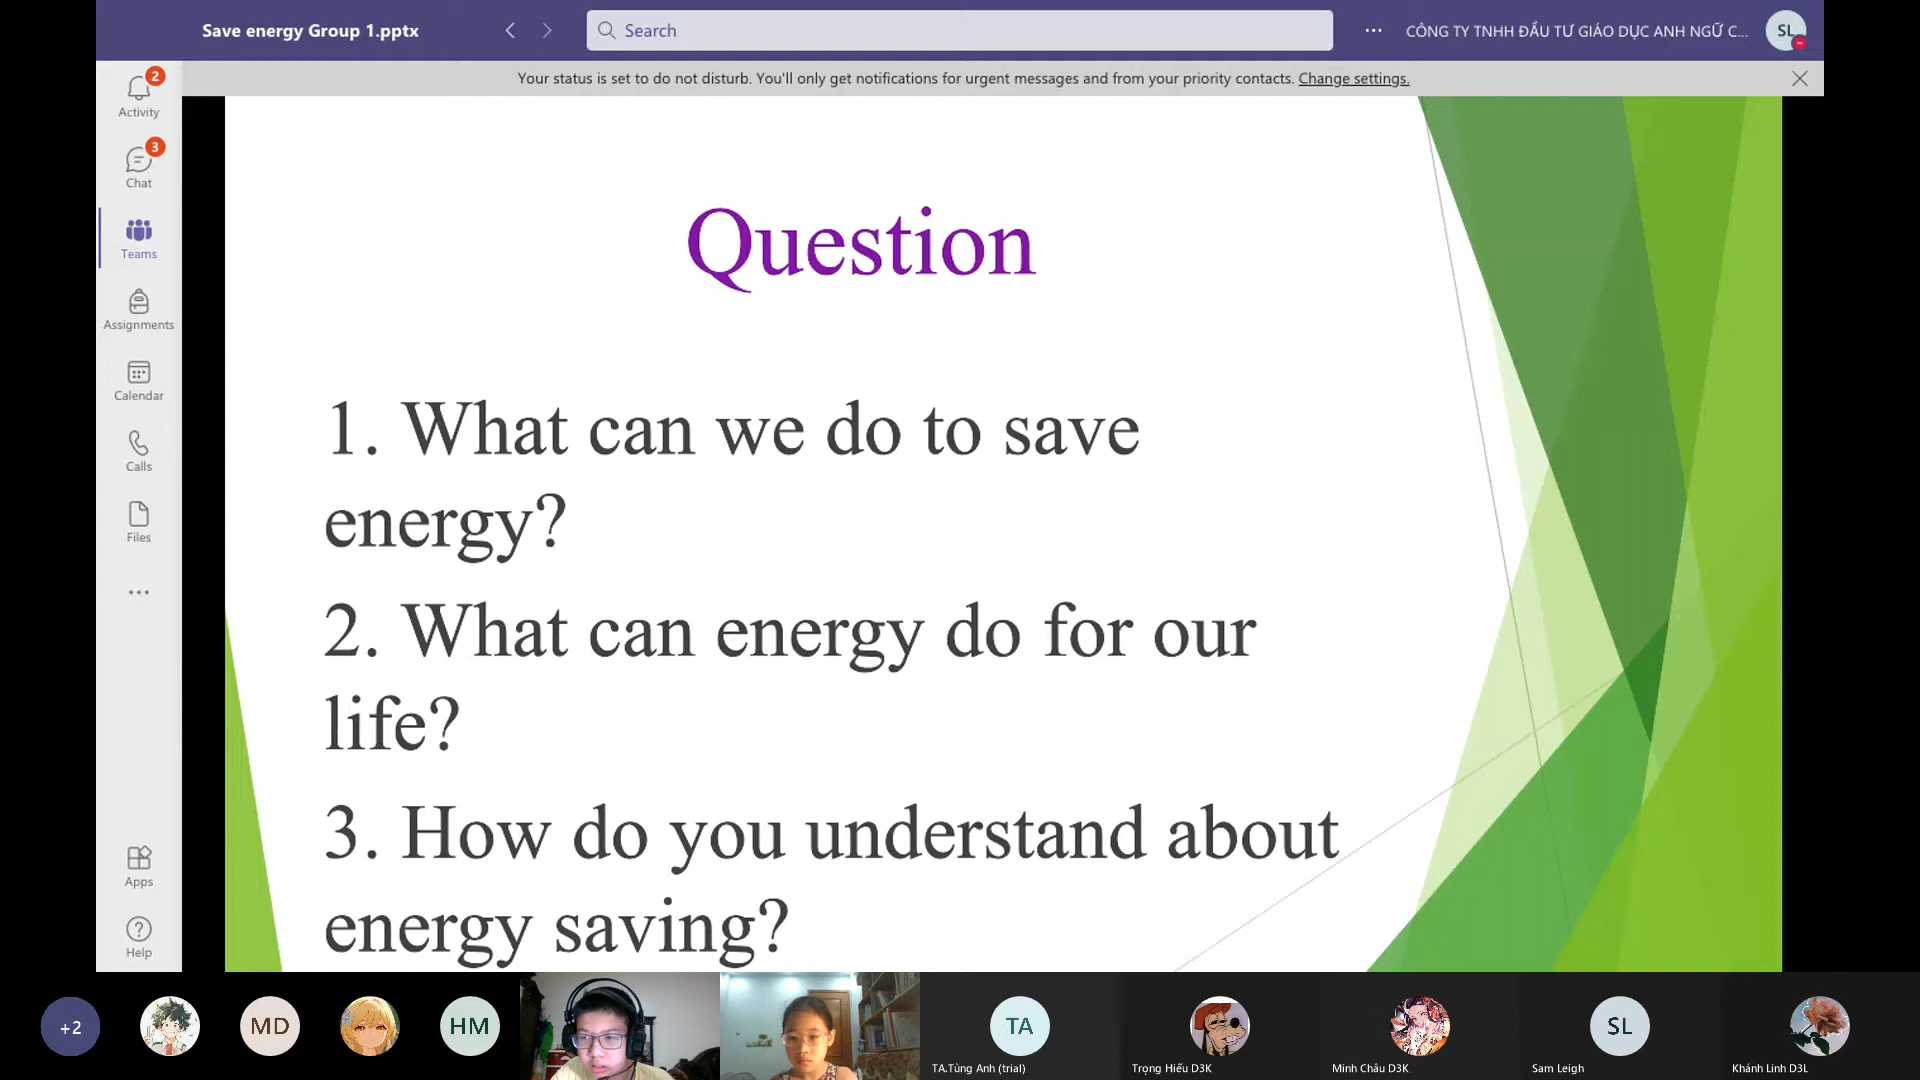 Save energy Group 1.pptx
Search
CÔNG TY TNHH ĐẦU TƯ GIÁO DỤC ANH NGỮ C...
SL
Your status is set to do not disturb. You'll only get notifications for urgent messages and from your priority contacts. Change settings.
2
Activity
3
Chat
Teams
Assignments
Calendar
Calls
Files
Apps
Help
Question
1. What can we do to save
energy?
2. What can energy do for our
life?
3. How do you understand about
energy saving?
+2
MD
HM
TA
SL
TA.Tùng Anh (trial)
Trọng Hiếu D3K
Minh Châu D3K
Sam Leigh
Khánh Linh D3L